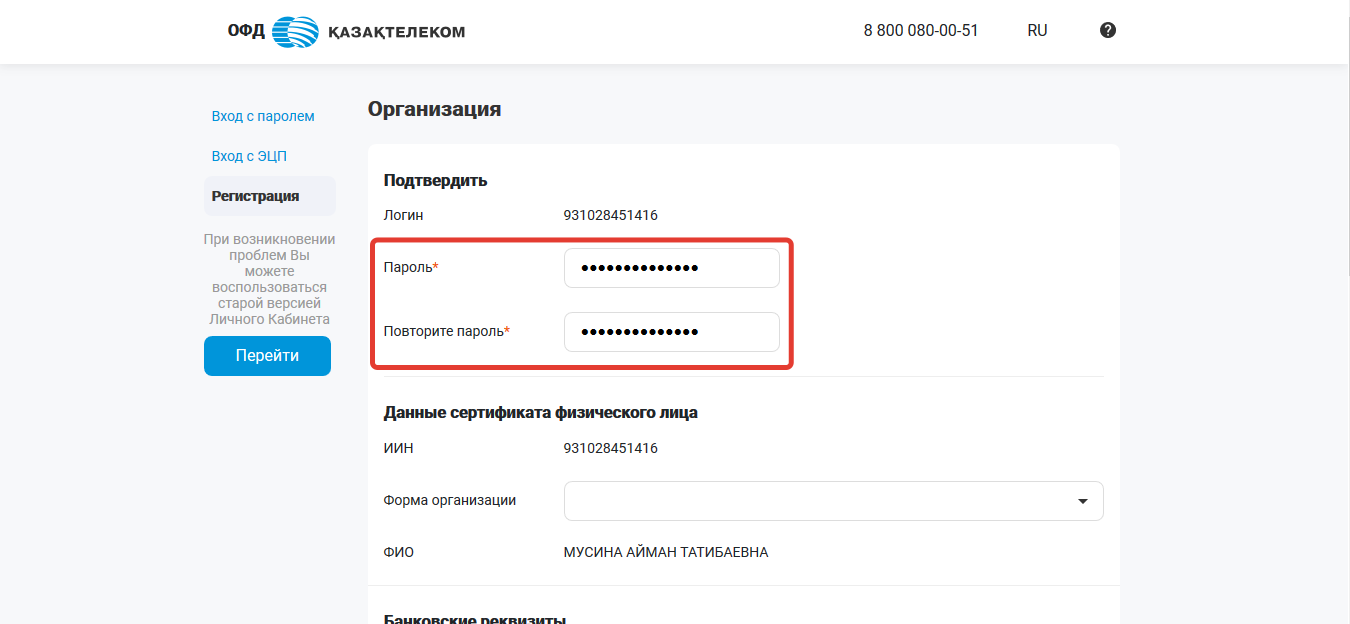 ОФД ҚАЗАҚТЕЛЕКОМ 8 800 080-00-51 RU ?
Вход с паролем
Вход с ЭЦП
Регистрация
При возникновении
проблем Вы
можете
воспользоваться
старой версией
Личного Кабинета
Перейти
Организация
Подтвердить
Логин 931028451416
Пароль* ••••••••••••••
Повторите пароль* ••••••••••••••
Данные сертификата физического лица
ИИН 931028451416
Форма организации
ФИО МУСИНА АЙМАН ТАТИБАЕВНА
Банковские реквизиты